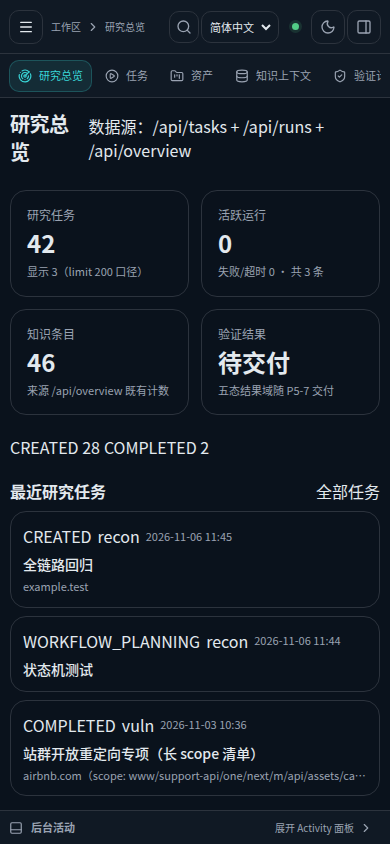 工作区 > 研究总览 简体中文
研究总览 任务 资产 知识上下文 验证
研究总
览
数据源：/api/tasks + /api/runs +
/api/overview
研究任务
42
显示 3（limit 200 口径）
活跃运行
0
失败/超时 0 · 共 3 条
知识条目
46
来源 /api/overview 既有计数
验证结果
待交付
五态结果域随 P5-7 交付
CREATED 28 COMPLETED 2
最近研究任务 全部任务
CREATED recon 2026-11-06 11:45
全链路回归
example.test
WORKFLOW_PLANNING recon 2026-11-06 11:44
状态机测试
COMPLETED vuln 2026-11-03 10:36
站群开放重定向专项（长 scope 清单）
airbnb.com（scope: www/support-api/one/next/m/api/assets/ca…
后台活动 展开 Activity 面板 >